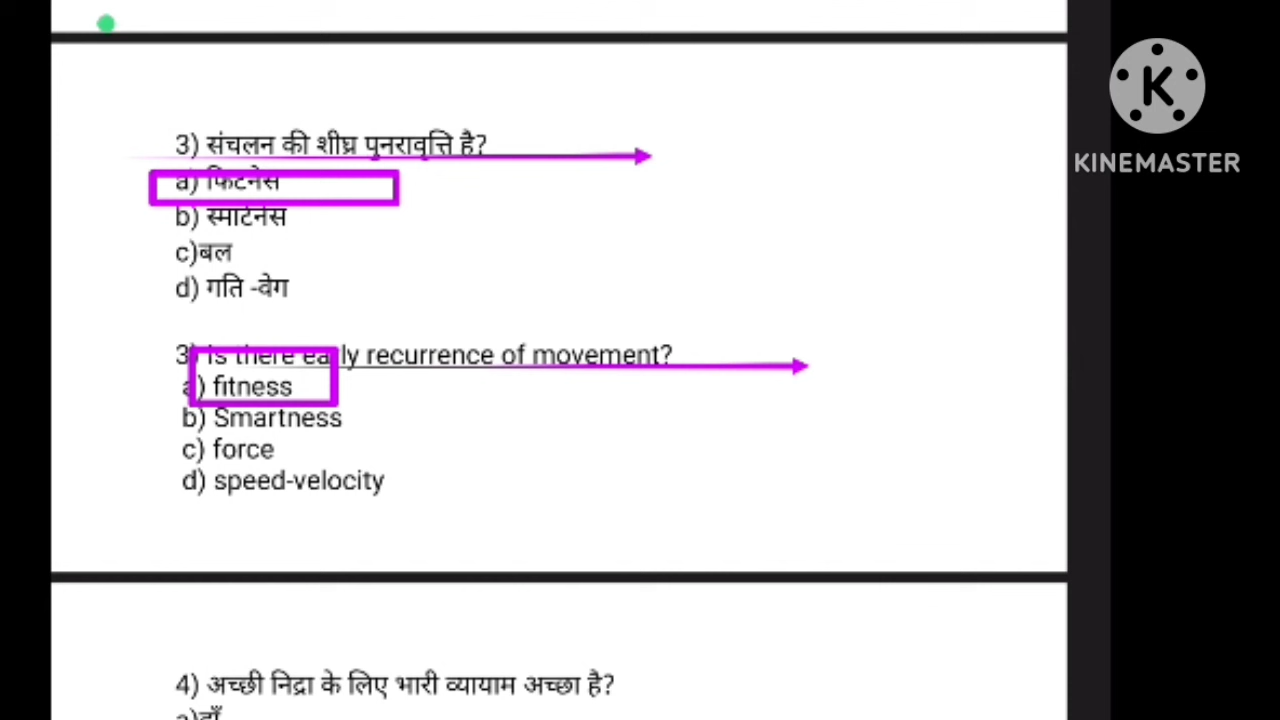 K
KINEMASTER
3) संचलन की शीघ्र पुनरावृत्ति है?
a) फिटनेस
b) स्मार्टनेस
c)बल
d) गति -वेग
3) Is there early recurrence of movement?
a) fitness
b) Smartness
c) force
d) speed-velocity
4) अच्छी निद्रा के लिए भारी व्यायाम अच्छा है?
a)हाँ